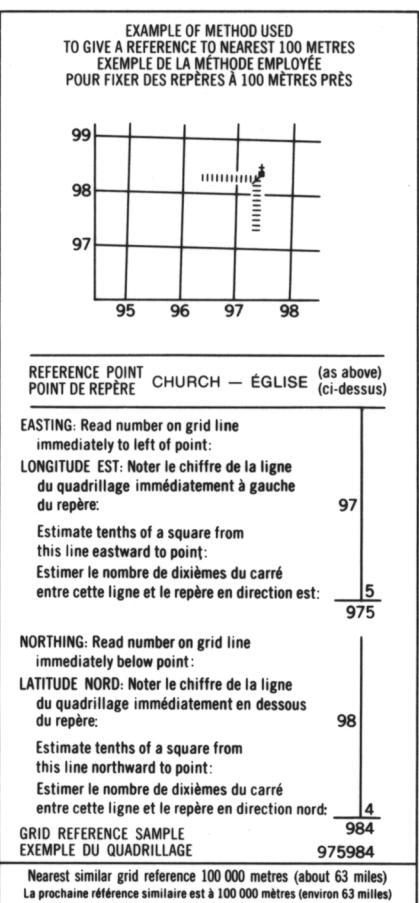 EXAMPLE OF METHOD USED
TO GIVE A REFERENCE TO NEAREST 100 METRES
EXEMPLE DE LA MÉTHODE EMPLOYÉE
POUR FIXER DES REPÈRES À 100 MÈTRES PRÈS
99
98
97
95 96 97 98
REFERENCE POINT CHURCH — ÉGLISE (as above)
POINT DE REPÈRE (ci-dessus)
EASTING: Read number on grid line
immediately to left of point:
LONGITUDE EST: Noter le chiffre de la ligne
du quadrillage immédiatement à gauche
du repère: 97
Estimate tenths of a square from
this line eastward to point:
Estimer le nombre de dixièmes du carré
entre cette ligne et le repère en direction est: 5
975
NORTHING: Read number on grid line
immediately below point:
LATITUDE NORD: Noter le chiffre de la ligne
du quadrillage immédiatement en dessous
du repère: 98
Estimate tenths of a square from
this line northward to point:
Estimer le nombre de dixièmes du carré
entre cette ligne et le repère en direction nord: 4
GRID REFERENCE SAMPLE 984
EXEMPLE DU QUADRILLAGE 975984
Nearest similar grid reference 100 000 metres (about 63 miles)
La prochaine référence similaire est à 100 000 mètres (environ 63 milles)